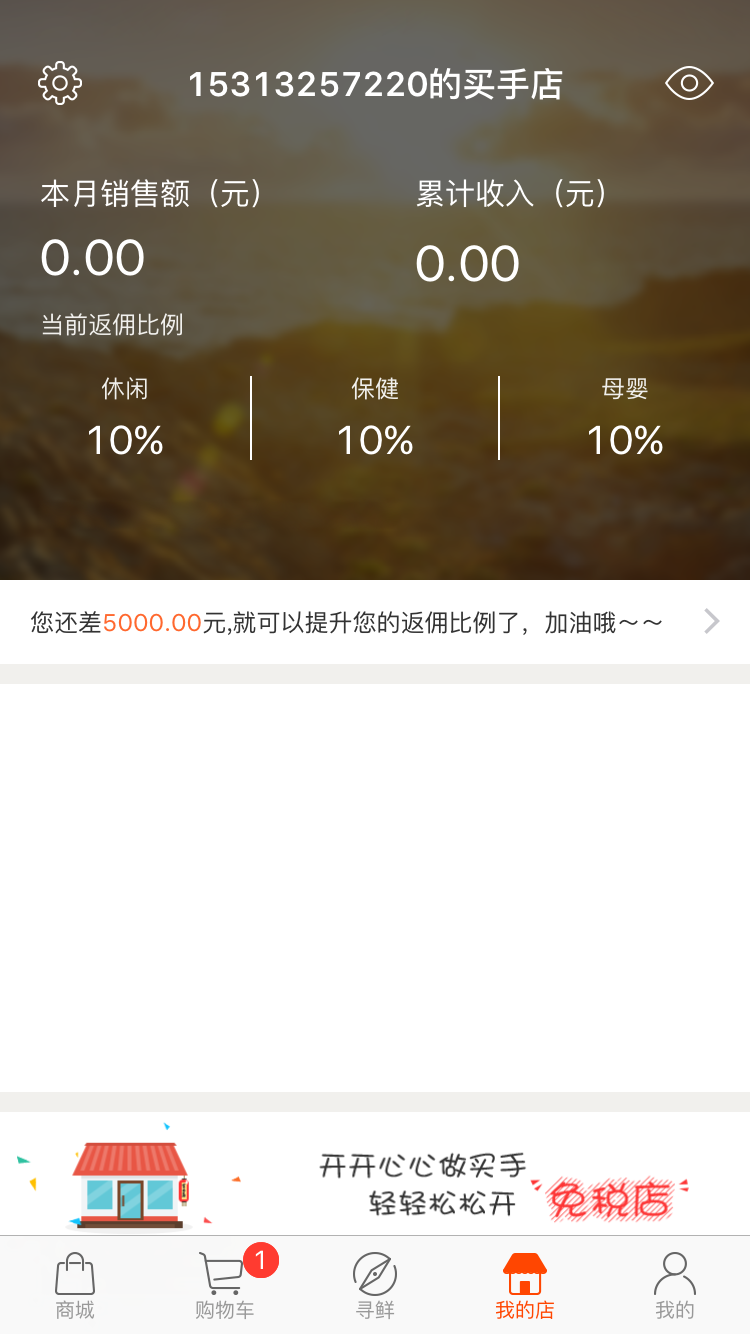 15313257220的买手店
本月销售额（元）
累计收入（元）
0.00
0.00
当前返佣比例
休闲
保健
母婴
10%
10%
10%
您还差5000.00元,就可以提升您的返佣比例了，加油哦～～
开开心心做买手
轻轻松松开 免税店
1
商城
购物车
寻鲜
我的店
我的